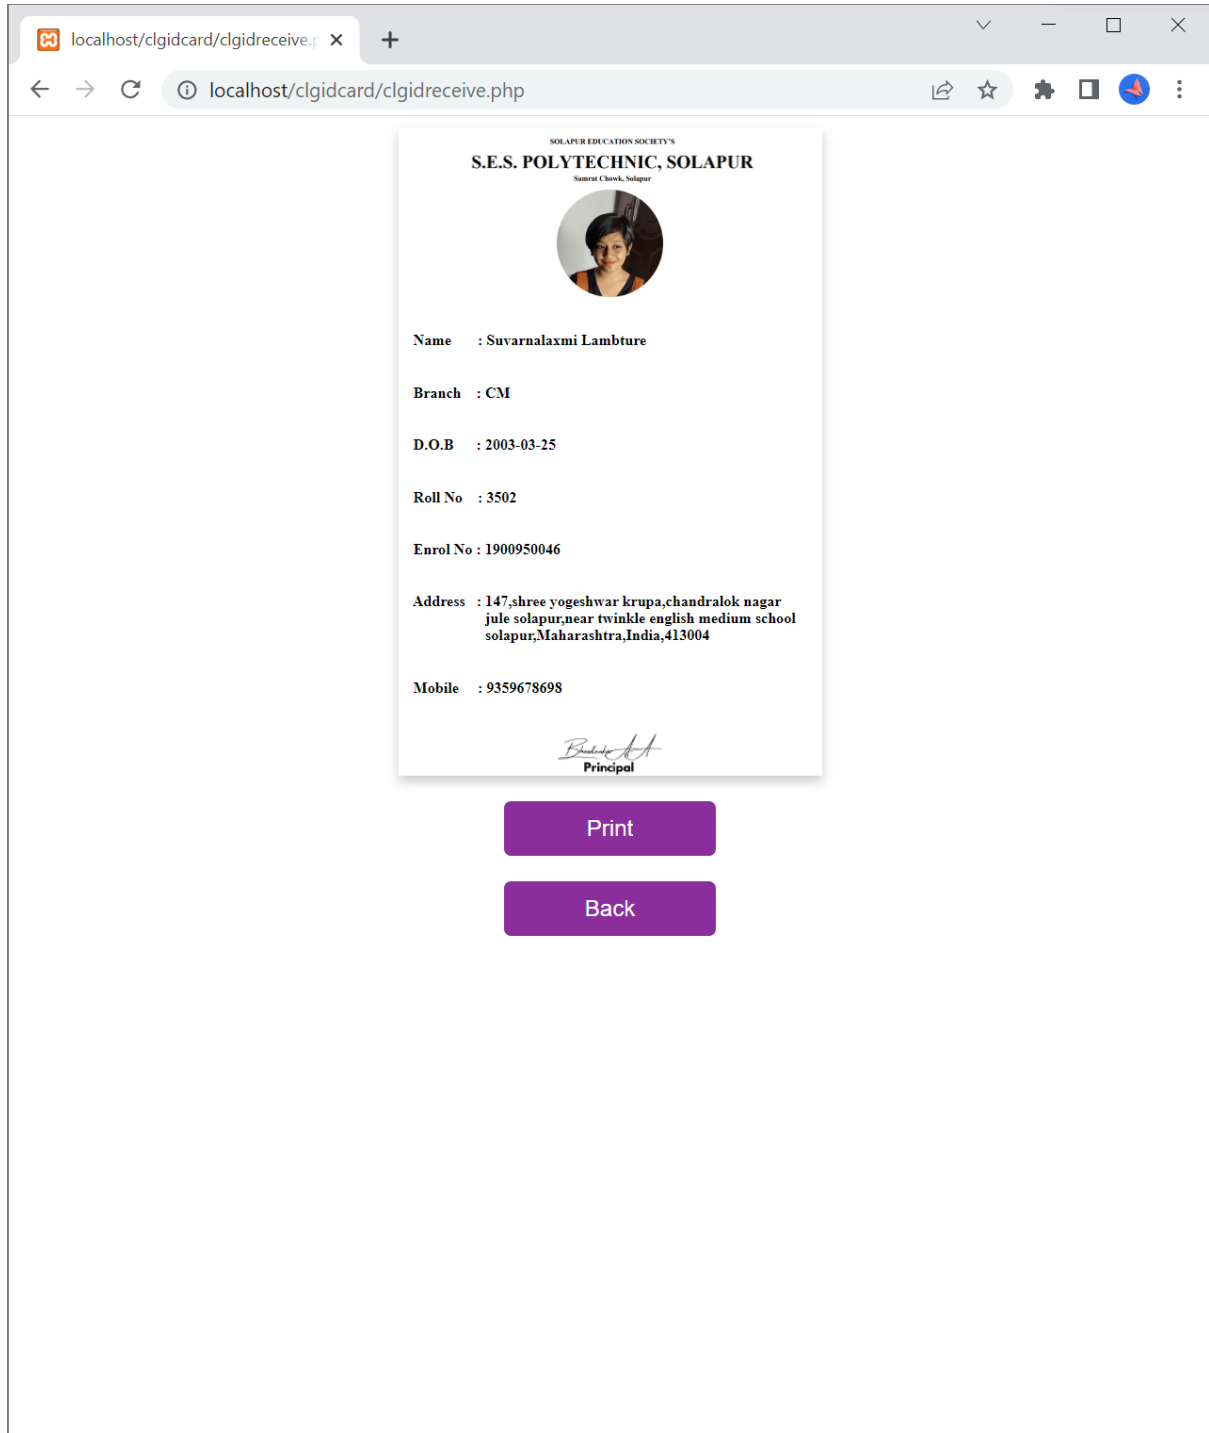 localhost/clgidcard/clgidreceive.p
localhost/clgidcard/clgidreceive.php
SOLAPUR EDUCATION SOCIETY'S
S.E.S. POLYTECHNIC, SOLAPUR
Samrat Chowk, Solapur
Name : Suvarnalaxmi Lambture
Branch : CM
D.O.B : 2003-03-25
Roll No : 3502
Enrol No : 1900950046
Address : 147,shree yogeshwar krupa,chandralok nagar
jule solapur,near twinkle english medium school
solapur,Maharashtra,India,413004
Mobile : 9359678698
Principal
Print
Back